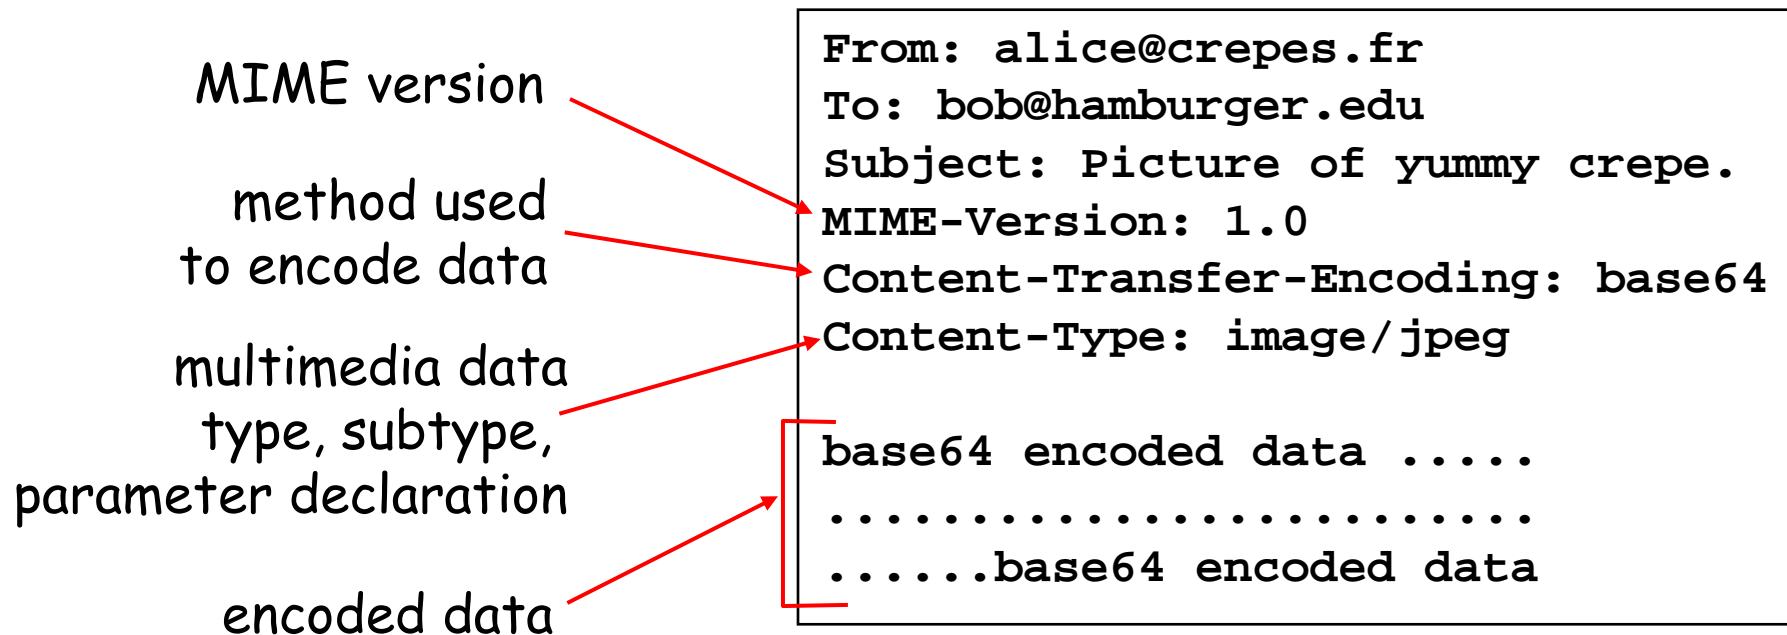 MIME version
method used
to encode data
multimedia data
type, subtype,
parameter declaration
encoded data
From: alice@crepes.fr
To: bob@hamburger.edu
Subject: Picture of yummy crepe.
MIME-Version: 1.0
Content-Transfer-Encoding: base64
Content-Type: image/jpeg
base64 encoded data .....
.........................
......base64 encoded data